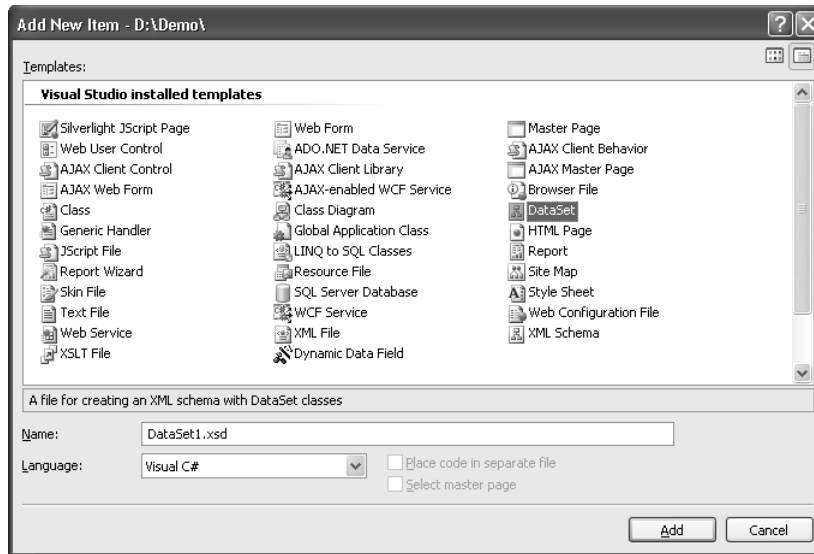 Add New Item - D:\Demo\
Templates:
Visual Studio installed templates
Silverlight JScript Page Web Form Master Page
Web User Control ADO.NET Data Service AJAX Client Behavior
AJAX Client Control AJAX Client Library AJAX Master Page
AJAX Web Form AJAX-enabled WCF Service Browser File
Class Class Diagram DataSet
Generic Handler Global Application Class HTML Page
JScript File LINQ to SQL Classes Report
Report Wizard Resource File Site Map
Skin File SQL Server Database Style Sheet
Text File WCF Service Web Configuration File
Web Service XML File XML Schema
XSLT File Dynamic Data Field
A file for creating an XML schema with DataSet classes
Name: DataSet1.xsd
Language: Visual C# Place code in separate file
Select master page
Add Cancel